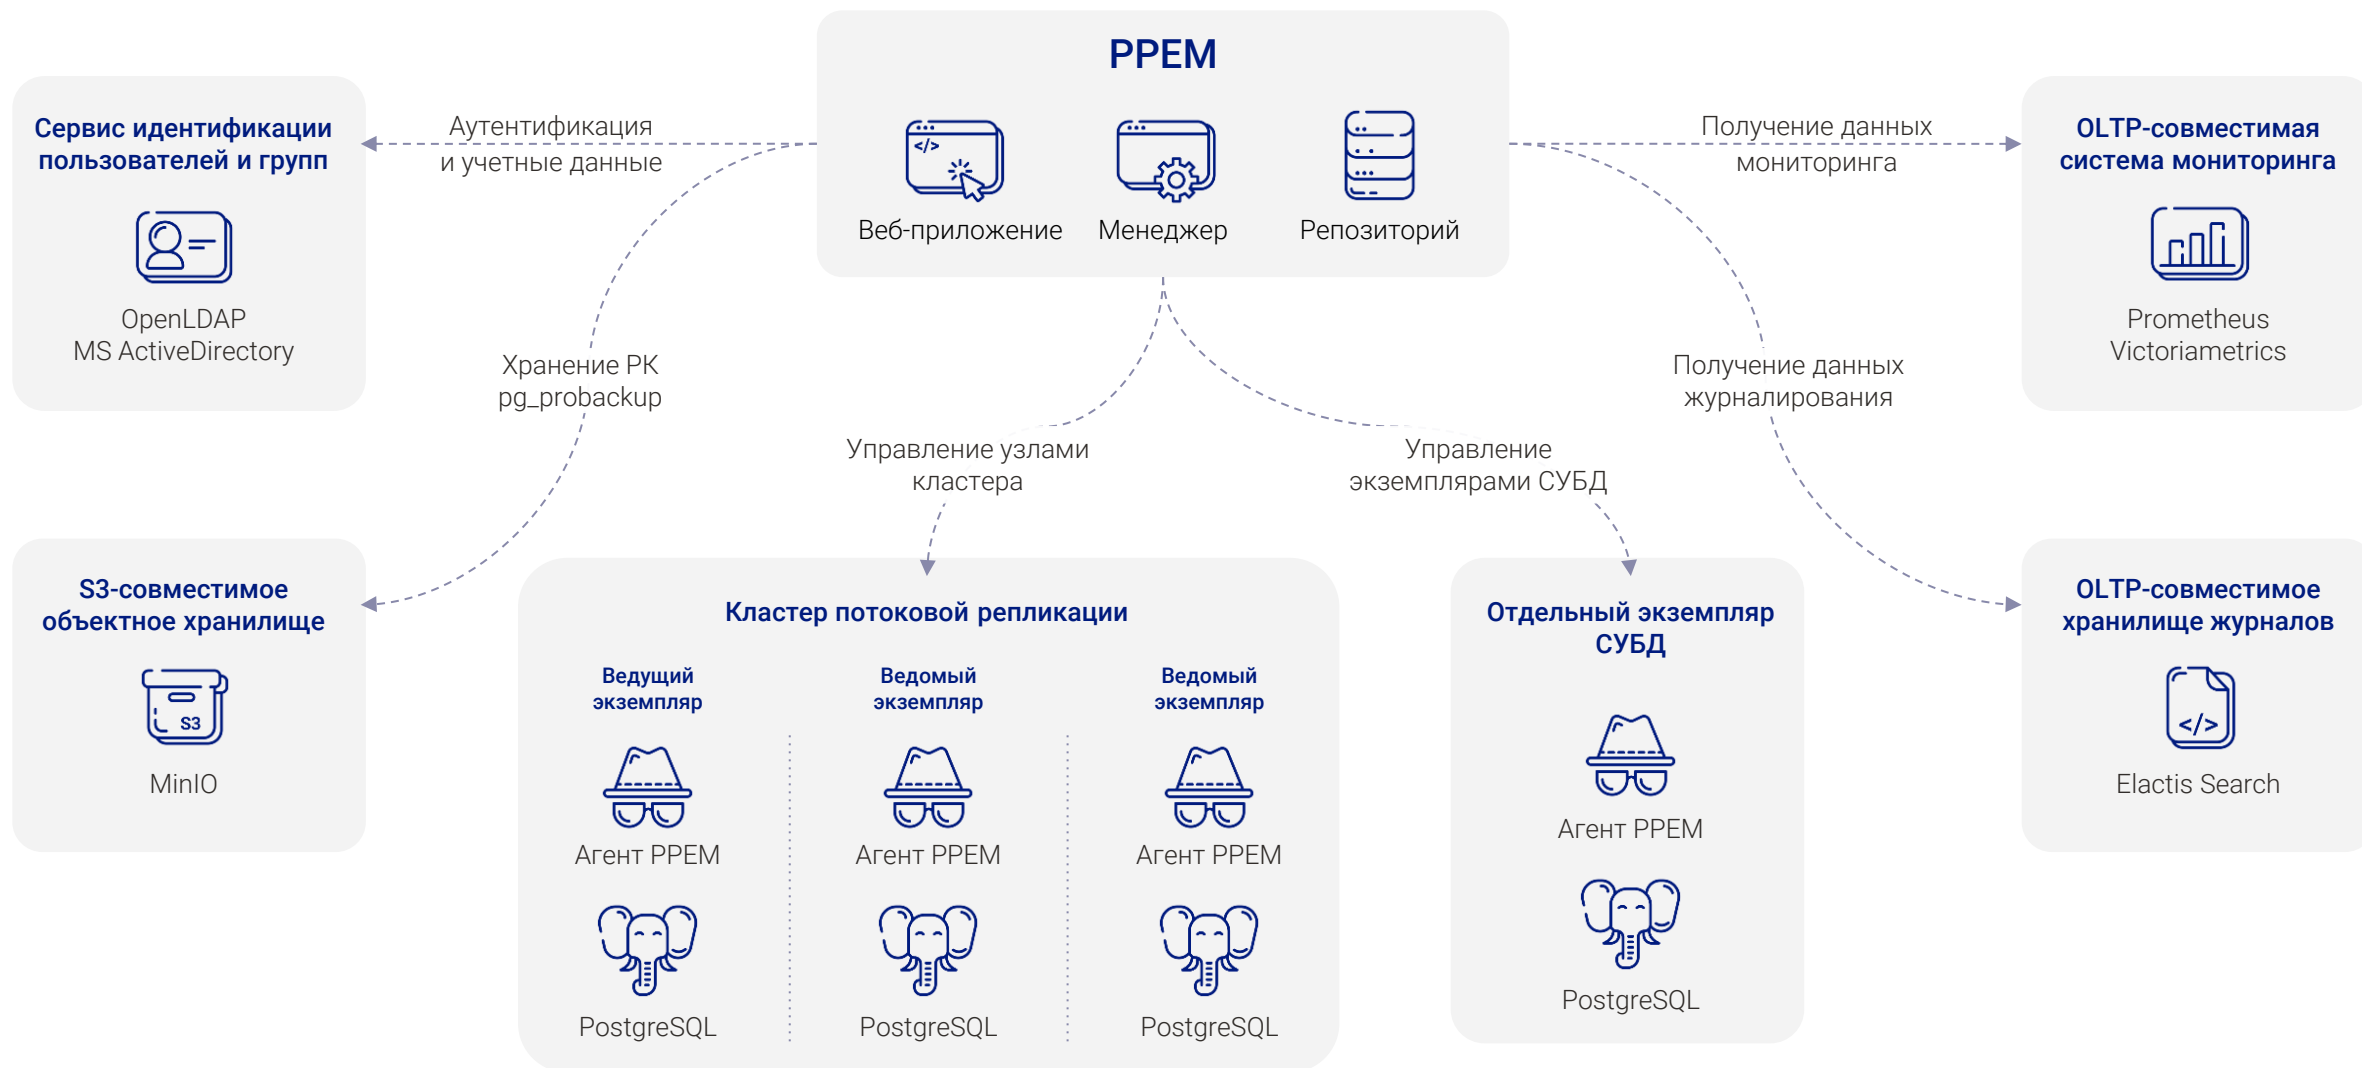 PPEM
Веб-приложение
Менеджер
Репозиторий
Сервис идентификации
пользователей и групп
OpenLDAP
MS ActiveDirectory
Аутентификация
и учетные данные
Получение данных
мониторинга
OLTP-совместимая
система мониторинга
Prometheus
Victoriametrics
Хранение РК
pg_probackup
Управление узлами
кластера
Управление
экземплярами СУБД
Получение данных
журналирования
S3-совместимое
объектное хранилище
S3
MinIO
Кластер потоковой репликации
Ведущий
экземпляр
Агент PPEM
PostgreSQL
Ведомый
экземпляр
Агент PPEM
PostgreSQL
Ведомый
экземпляр
Агент PPEM
PostgreSQL
Отдельный экземпляр
СУБД
Агент PPEM
PostgreSQL
OLTP-совместимое
хранилище журналов
</>
Elactis Search